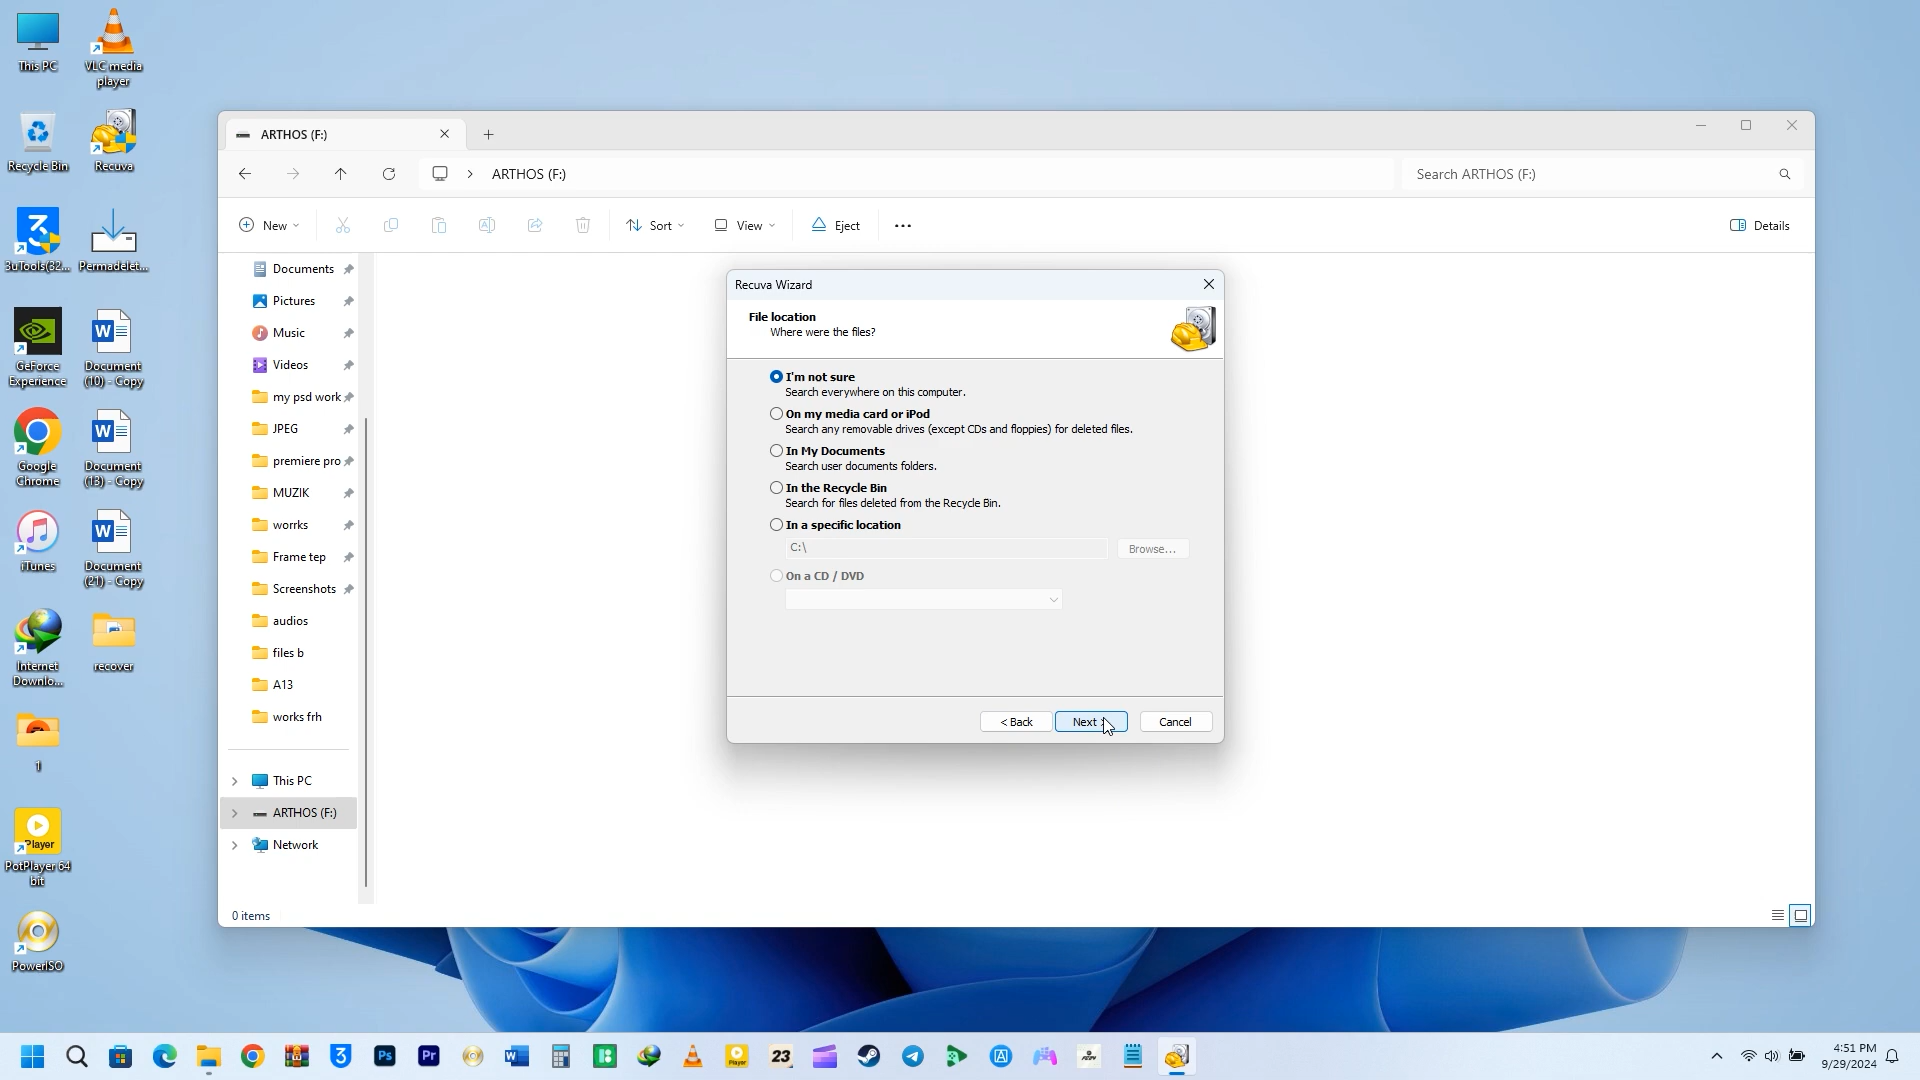 This PC
VLC media
player
Recycle Bin
Recuva
3uTools(32...
Permadelet...
GeForce
Experience
Document
(10) - Copy
Google
Chrome
Document
(13) - Copy
iTunes
Document
(21) - Copy
Internet
Downlo...
recover
1
Player
PotPlayer 64
bit
PowerISO
ARTHOS (F:)
ARTHOS (F:)
Search ARTHOS (F:)
New
Sort
View
Eject
Details
Documents
Pictures
Music
Videos
my psd work
JPEG
premiere pro
MUZIK
worrks
Frame tep
Screenshots
audios
files b
A13
works frh
This PC
ARTHOS (F:)
Network
0 items
Recuva Wizard
File location
Where were the files?
I'm not sure
Search everywhere on this computer.
On my media card or iPod
Search any removable drives (except CDs and floppies) for deleted files.
In My Documents
Search user documents folders.
In the Recycle Bin
Search for files deleted from the Recycle Bin.
In a specific location
C:\
Browse...
On a CD / DVD
< Back
Next >
Cancel
Ps
Pr
23
4:51 PM
9/29/2024